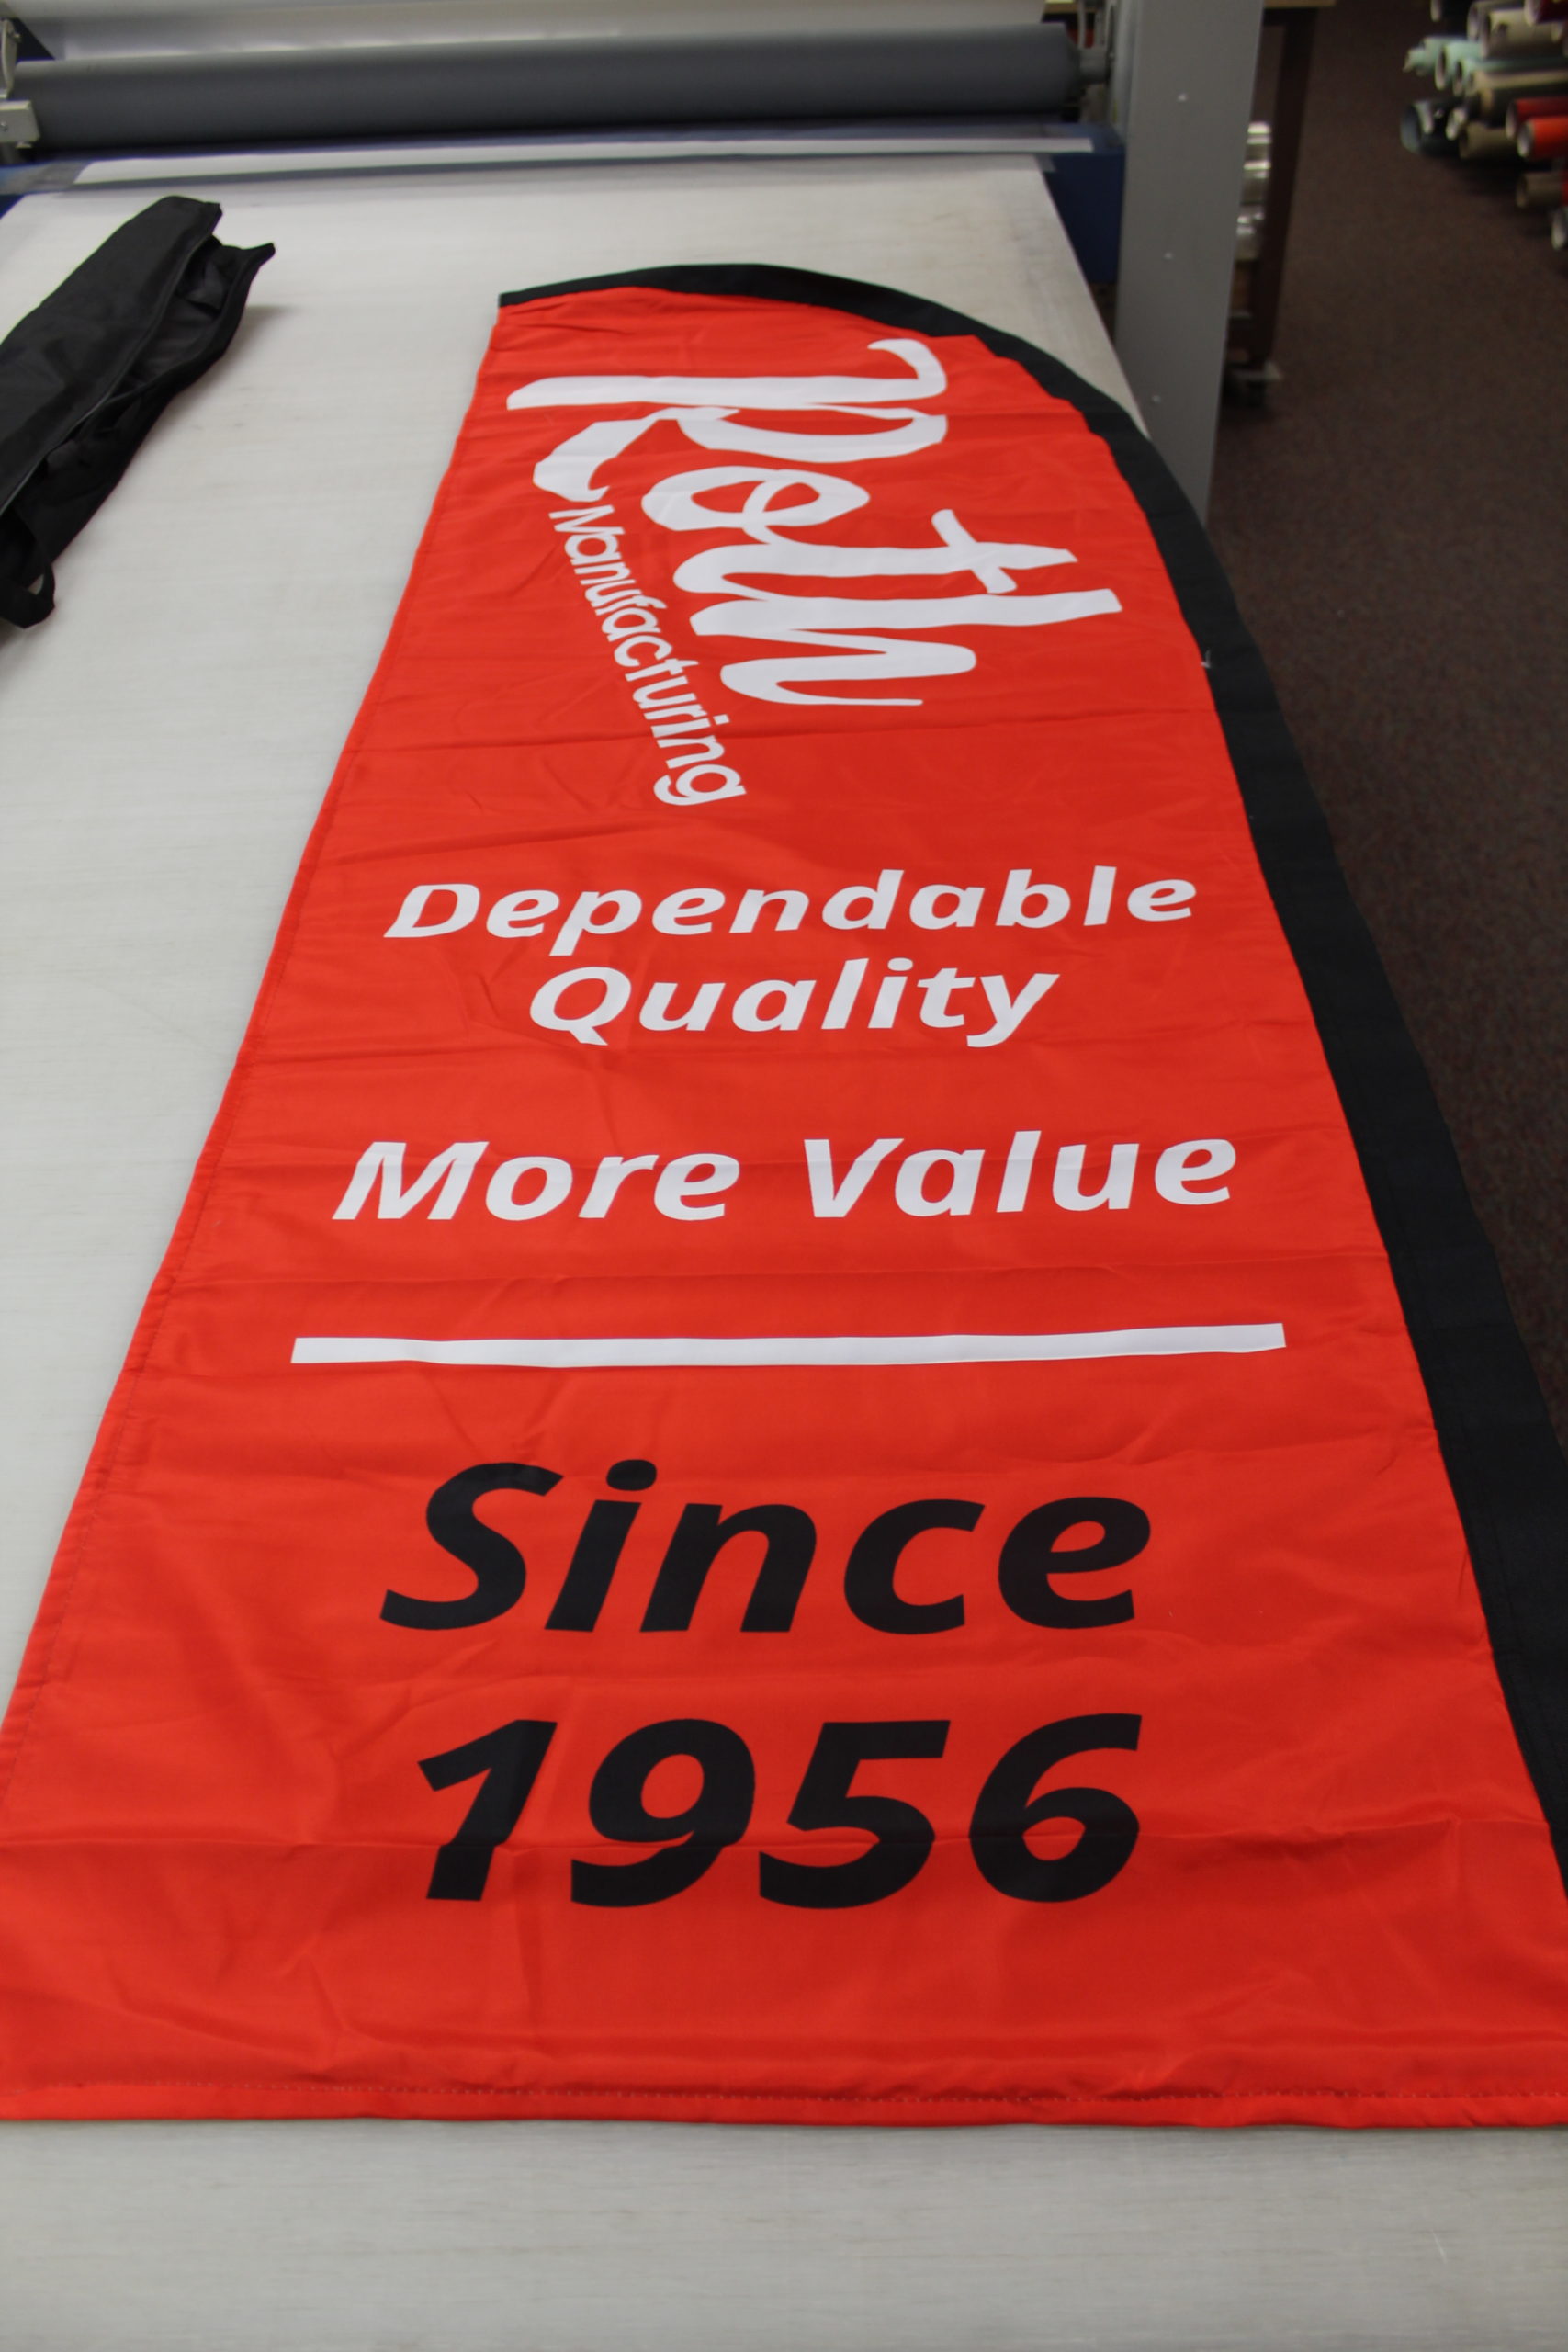 Roth
Manufacturing
Dependable
Quality
More Value
Since
1956